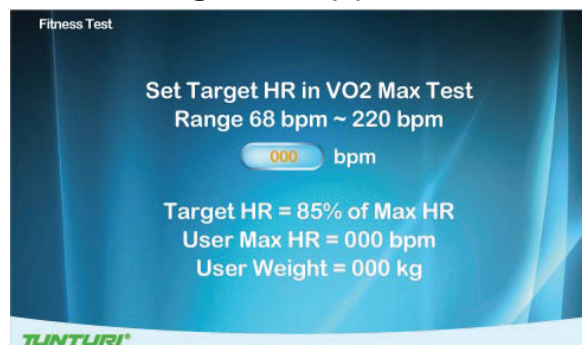 Fitness Test
Set Target HR in VO2 Max Test
Range 68 bpm ~ 220 bpm
000 bpm
Target HR = 85% of Max HR
User Max HR = 000 bpm
User Weight = 000 kg
TUNTURI®